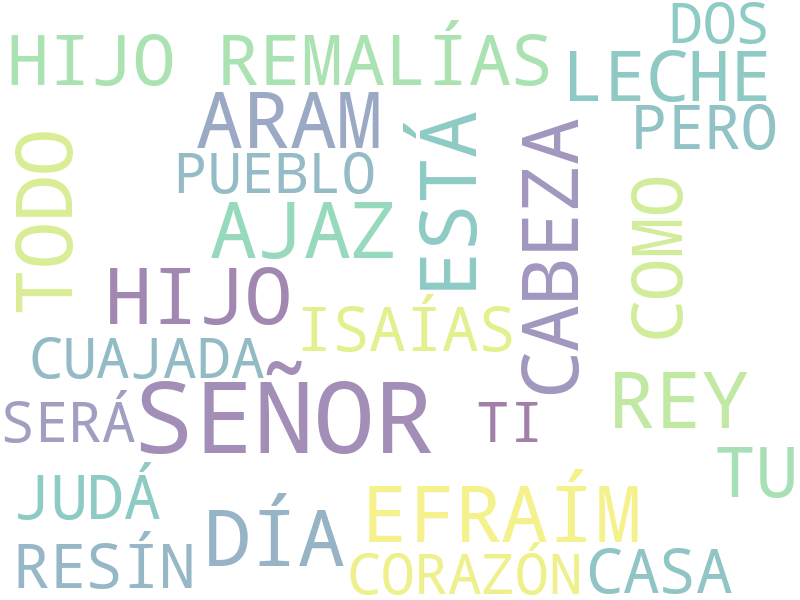 DOS
HIJO REMALÍAS
LECHE
ARAM
PERO
ESTÁ
CABEZA
TODO
PUEBLO
COMO
AJAZ
HIJO
ISAÍAS
CUAJADA
SEÑOR
REY
SERÁ
TI
TU
JUDÁ
EFRAÍM
DÍA
RESÍN
CORAZÓN
CASA